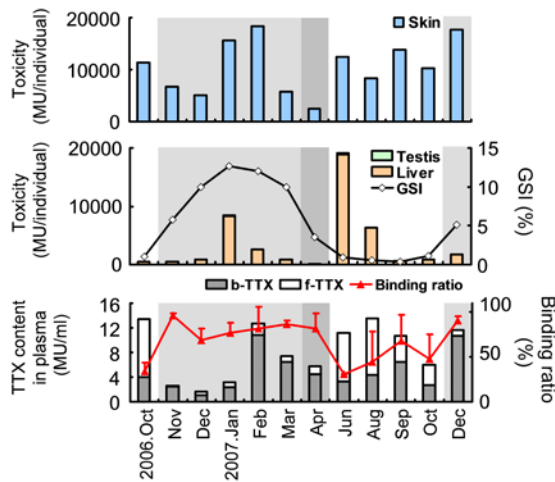 Toxicity
(MU/individual)
20000
10000
0
Skin
Toxicity
(MU/individual)
20000
10000
0
Testis
Liver
GSI
15
10
5
0
GSI (%)
b-TTX f-TTX Binding ratio
TTX content
in plasma
(MU/ml)
16
12
8
4
0
100
50
0
Binding ratio
(%)
2006.Oct
Nov
Dec
2007.Jan
Feb
Mar
Apr
Jun
Aug
Sep
Oct
Dec